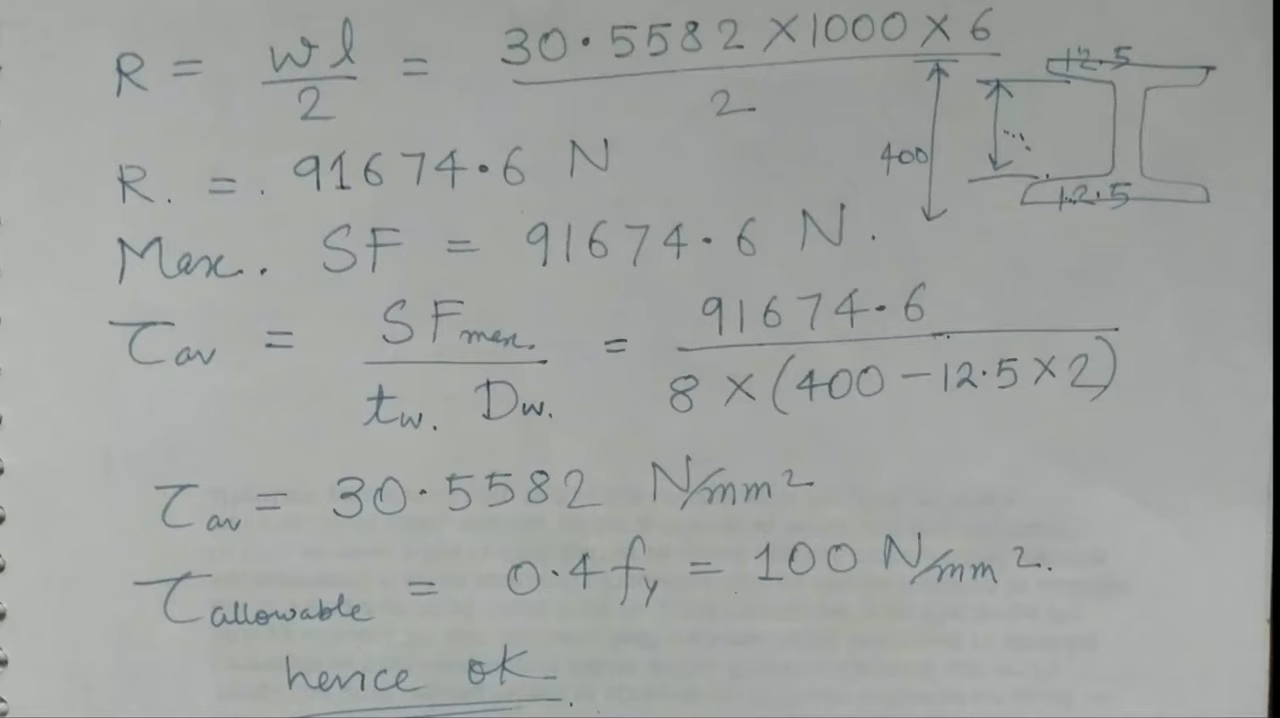 R = wl/2 = 30.5582 × 1000 × 6 / 2
R. = . 91674.6 N
Max. SF = 91674.6 N.
τav = SFmax. / tw. Dw. = 91674.6 / 8 × (400 − 12.5 × 2)
τav = 30.5582 N/mm²
τallowable = 0.4fy = 100 N/mm².
hence ok.
12.5
400
12.5